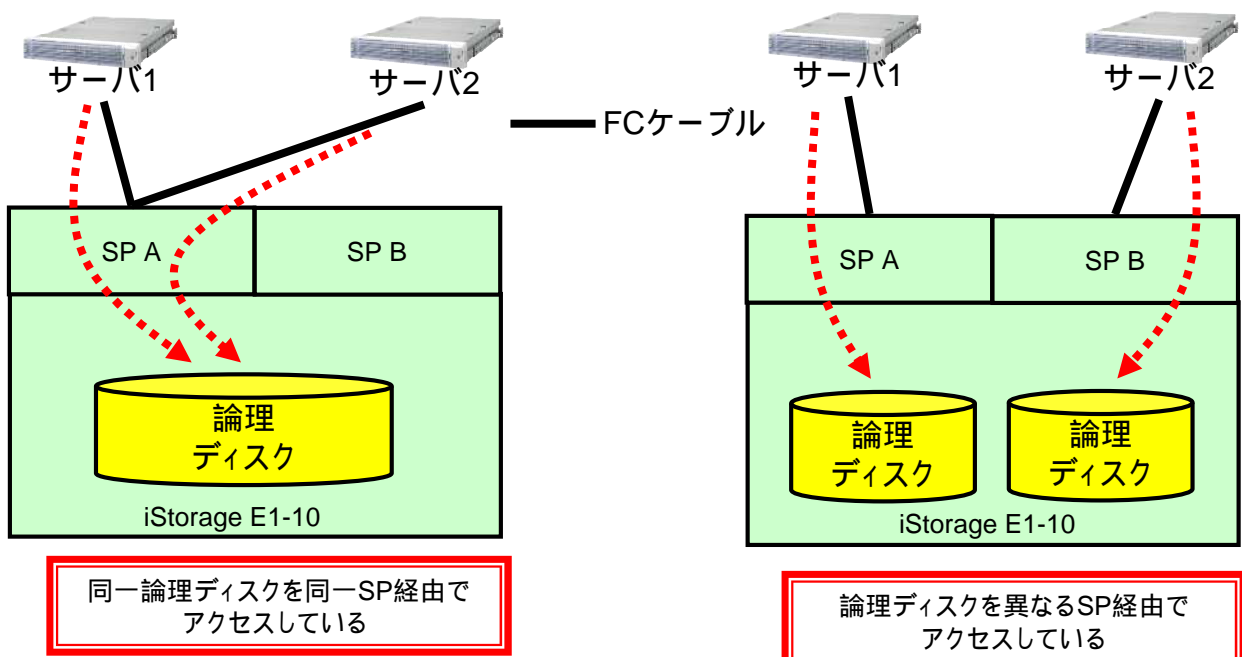 サーバ1
サーバ2
FCケーブル
SP A
SP B
論理
ディスク
iStorage E1-10
同一論理ディスクを同一SP経由で
アクセスしている
サーバ1
サーバ2
SP A
SP B
論理
ディスク
論理
ディスク
iStorage E1-10
論理ディスクを異なるSP経由で
アクセスしている